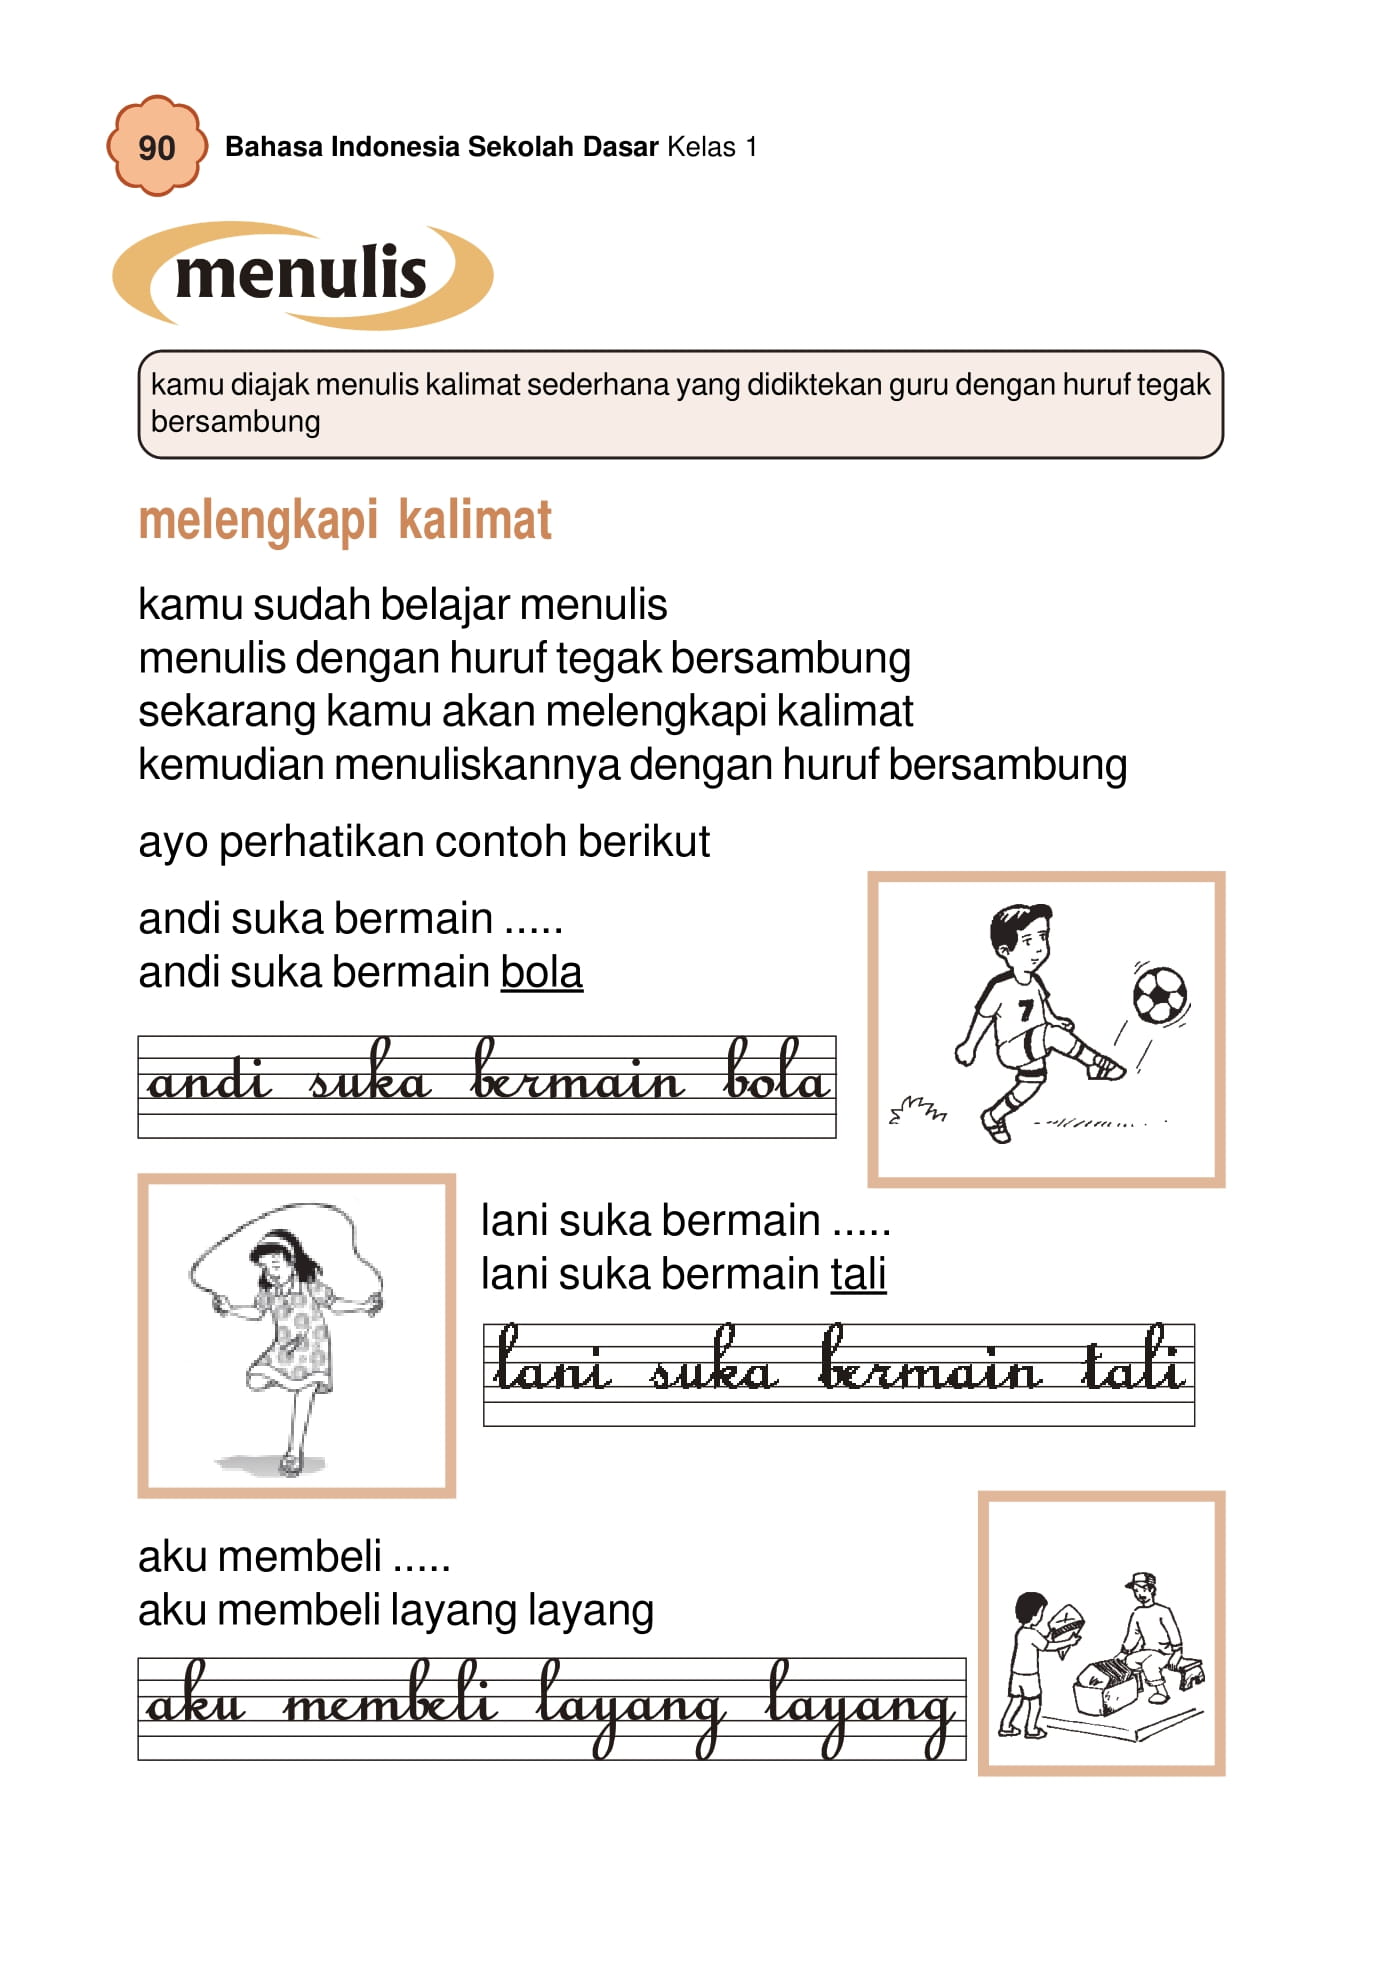 90
Bahasa Indonesia Sekolah Dasar Kelas 1
menulis
kamu diajak menulis kalimat sederhana yang didiktekan guru dengan huruf tegak
bersambung
melengkapi kalimat
kamu sudah belajar menulis
menulis dengan huruf tegak bersambung
sekarang kamu akan melengkapi kalimat
kemudian menuliskannya dengan huruf bersambung
ayo perhatikan contoh berikut
andi suka bermain .....
andi suka bermain bola
andi suka bermain bola
7
lani suka bermain .....
lani suka bermain tali
lani suka bermain tali
aku membeli .....
aku membeli layang layang
aku membeli layang layang